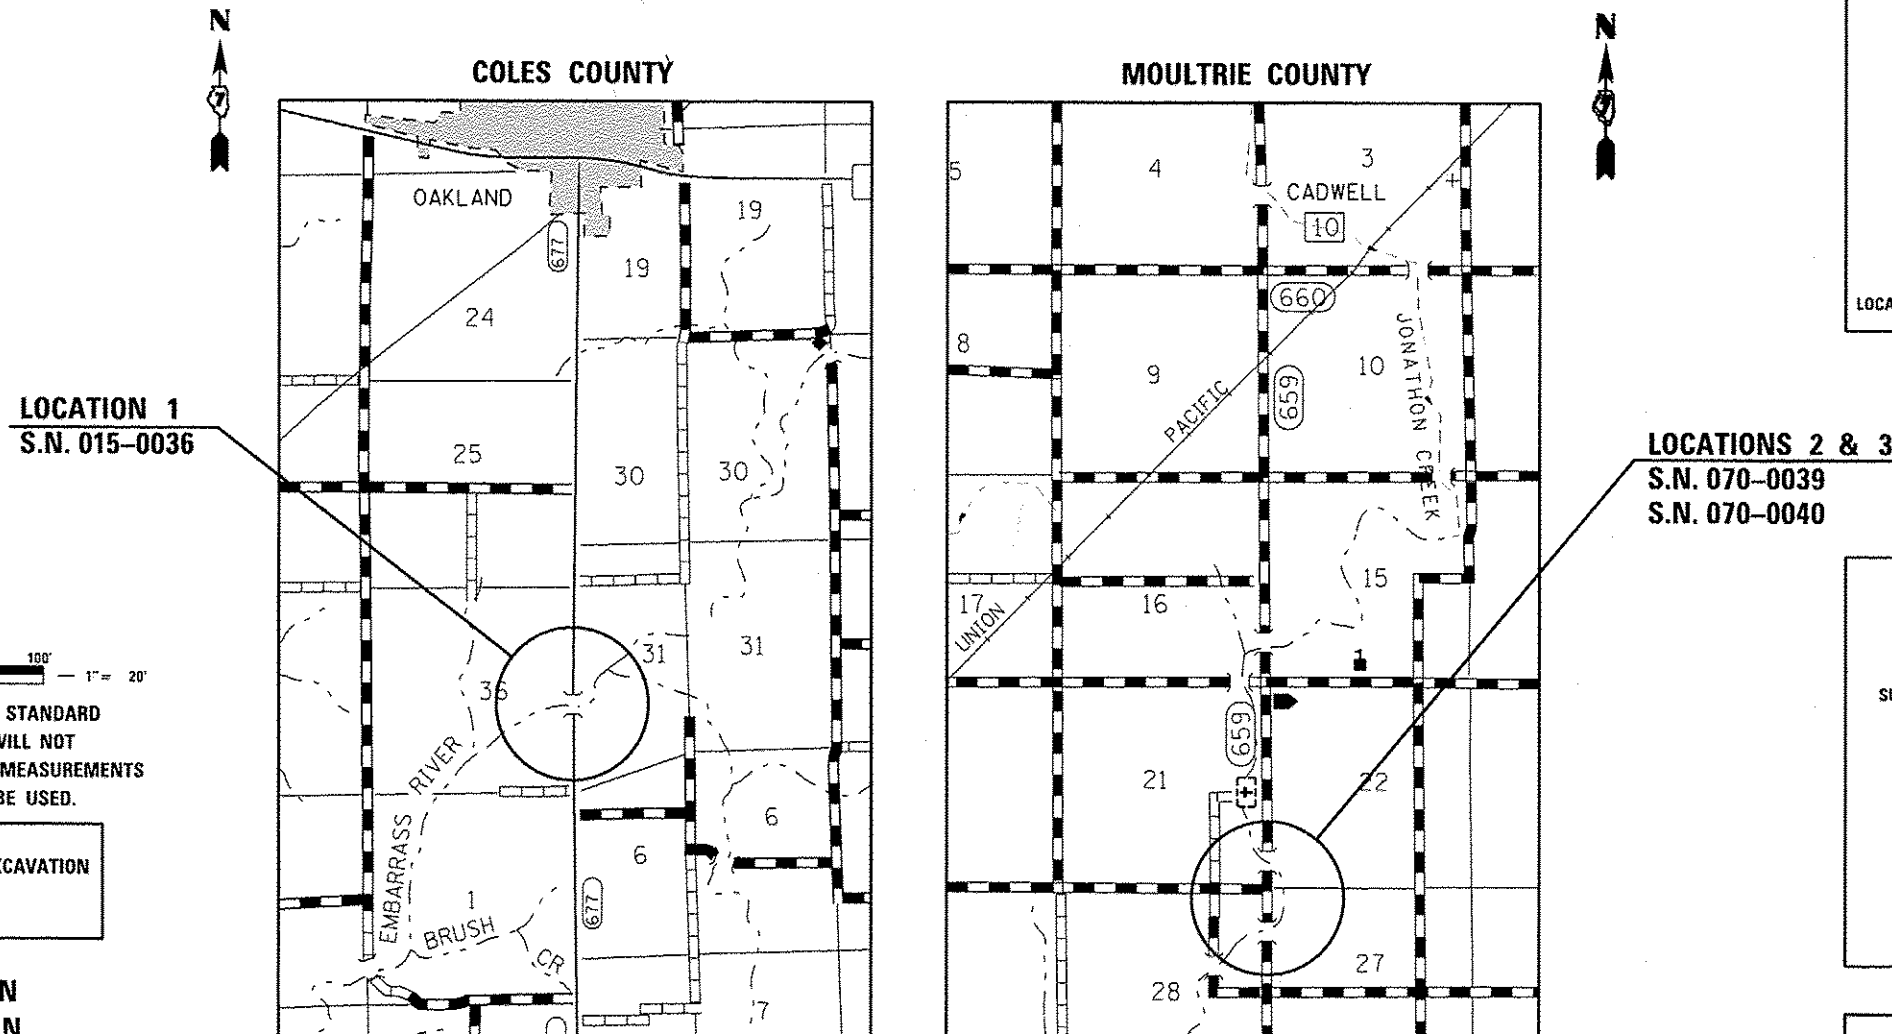 N
N
COLES COUNTY
MOULTRIE COUNTY
OAKLAND
19
677
19
24
LOCATION 1
S.N. 015–0036
25
30
30
31
31
36
EMBARRASS RIVER
6
6
1
BRUSH
CR
677
7
5
4
3
CADWELL
10
660
8
9
659
10
JONATHON CREEK
PACIFIC
UNION
LOCATIONS 2 & 3
S.N. 070–0039
S.N. 070–0040
17
16
15
1
659
21
22
28
27
100'
1"= 20'
STANDARD
WILL NOT
MEASUREMENTS
BE USED.
XCAVATION
N
N
LOCA